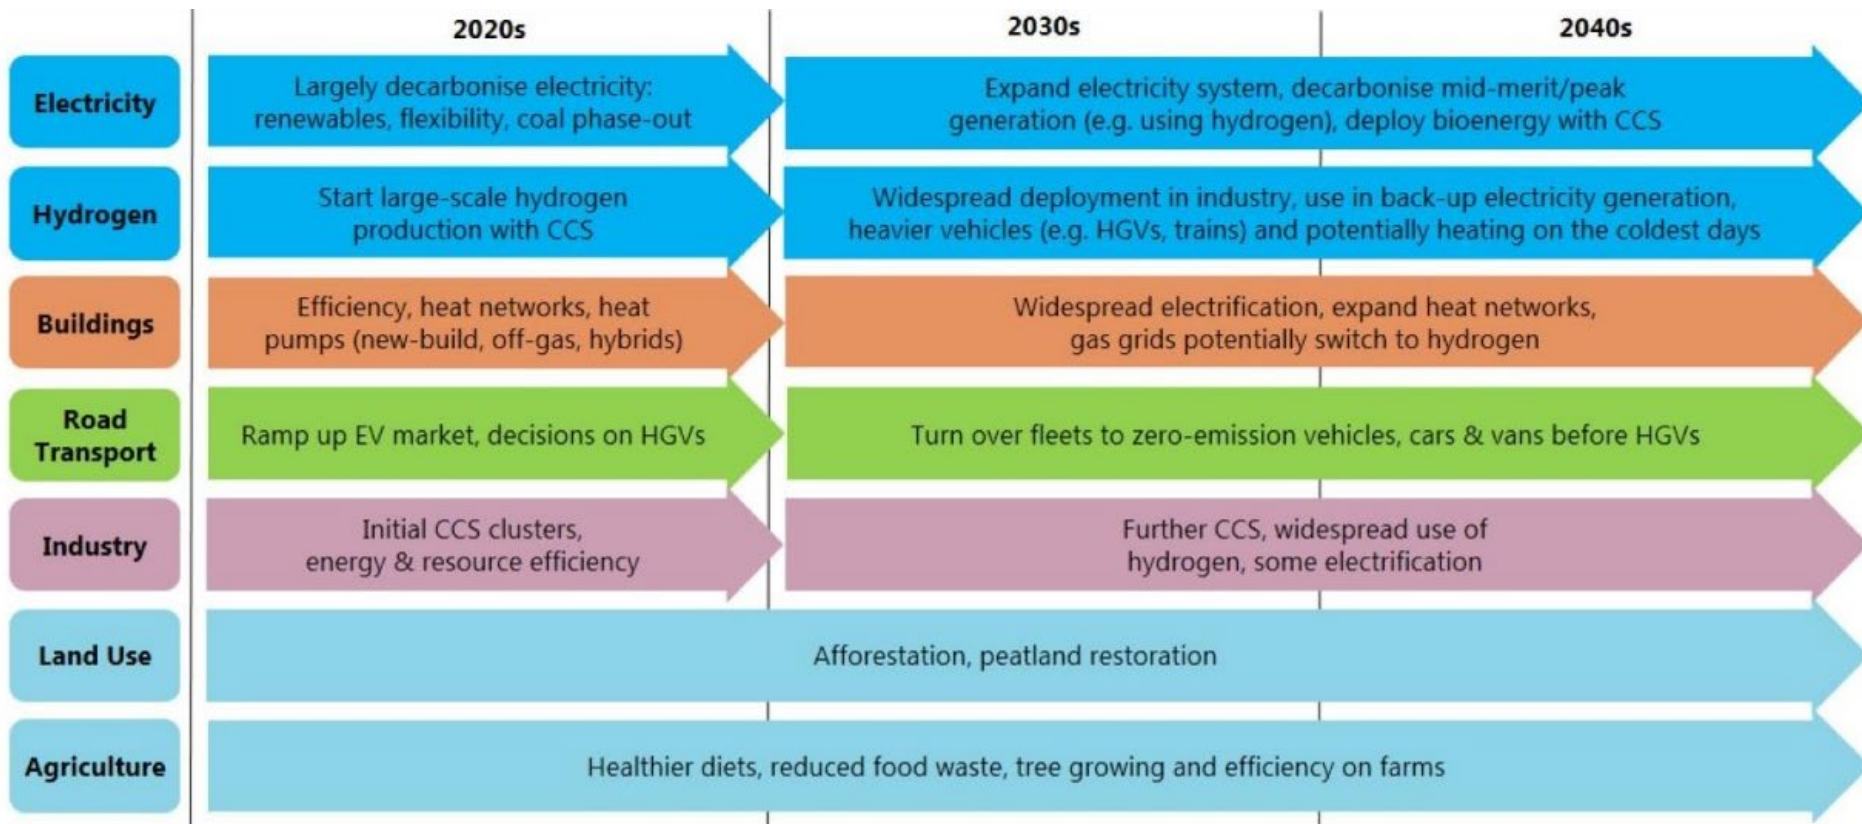 2020s
2030s
2040s
Electricity
Largely decarbonise electricity:
renewables, flexibility, coal phase-out
Expand electricity system, decarbonise mid-merit/peak
generation (e.g. using hydrogen), deploy bioenergy with CCS
Hydrogen
Start large-scale hydrogen
production with CCS
Widespread deployment in industry, use in back-up electricity generation,
heavier vehicles (e.g. HGVs, trains) and potentially heating on the coldest days
Buildings
Efficiency, heat networks, heat
pumps (new-build, off-gas, hybrids)
Widespread electrification, expand heat networks,
gas grids potentially switch to hydrogen
Road
Transport
Ramp up EV market, decisions on HGVs
Turn over fleets to zero-emission vehicles, cars & vans before HGVs
Industry
Initial CCS clusters,
energy & resource efficiency
Further CCS, widespread use of
hydrogen, some electrification
Land Use
Afforestation, peatland restoration
Agriculture
Healthier diets, reduced food waste, tree growing and efficiency on farms